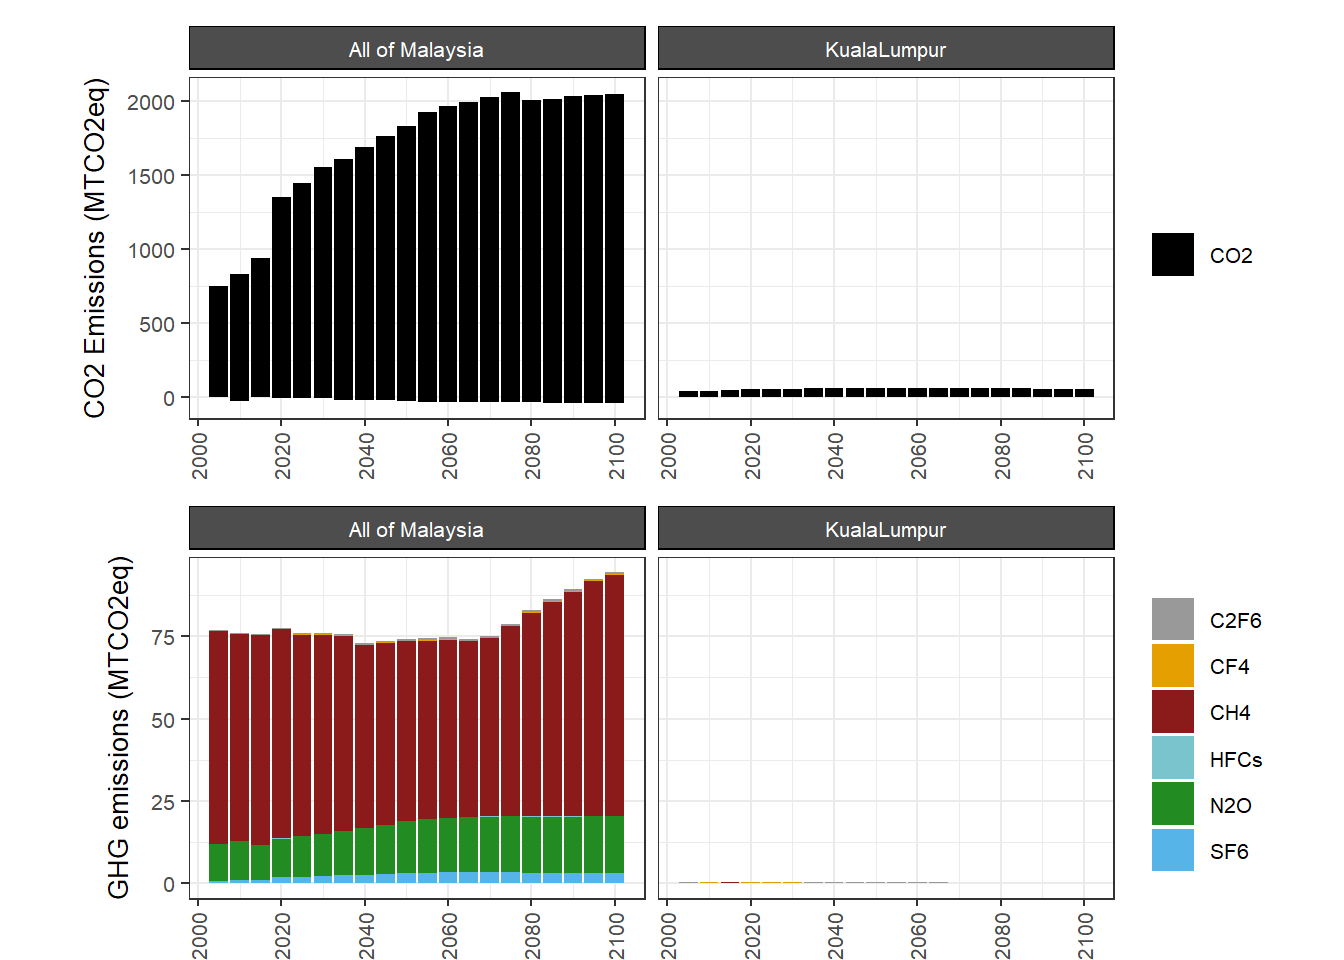 All of Malaysia
KualaLumpur
CO2 Emissions (MTCO2eq)
2000
1500
1000
500
0
2000
2020
2040
2060
2080
2100
2000
2020
2040
2060
2080
2100
CO2
All of Malaysia
KualaLumpur
GHG emissions (MTCO2eq)
75
50
25
0
2000
2020
2040
2060
2080
2100
2000
2020
2040
2060
2080
2100
C2F6
CF4
CH4
HFCs
N2O
SF6